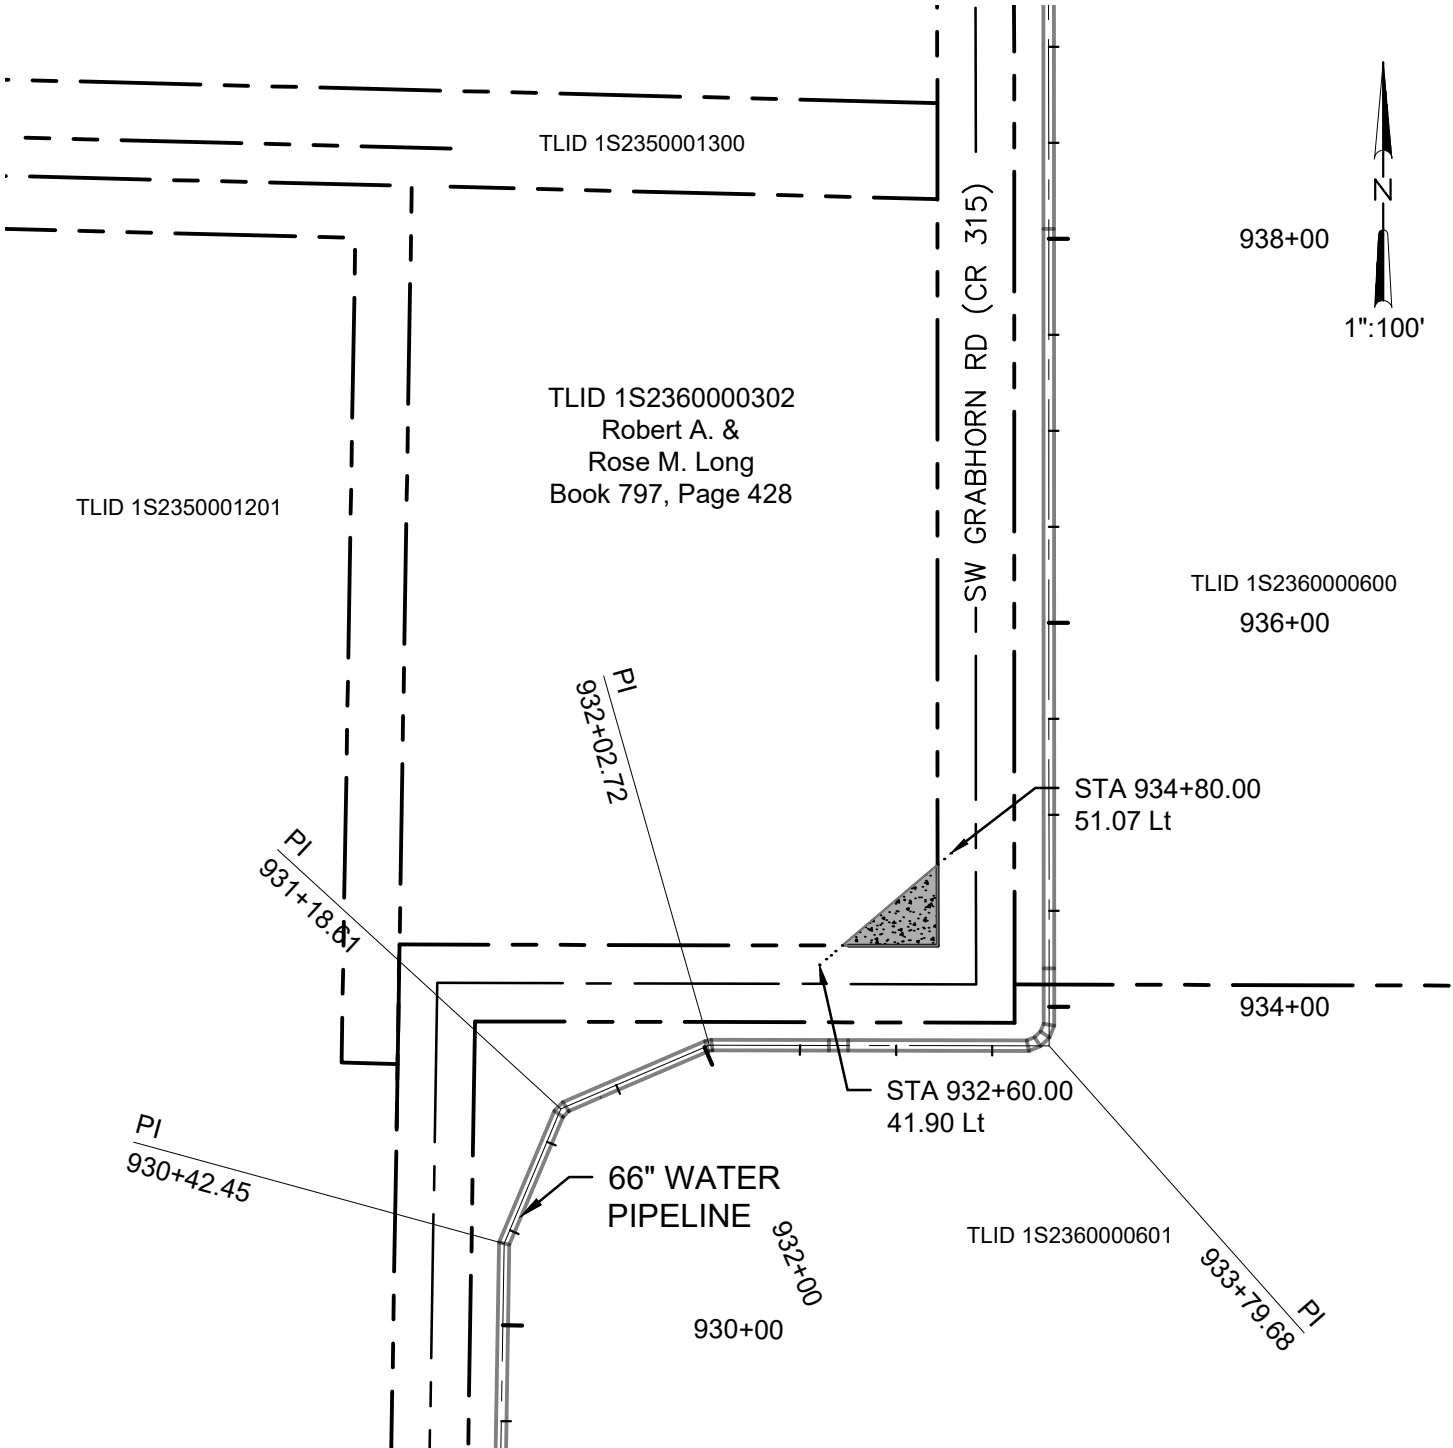 TLID 1S2350001300
SW GRABHORN RD (CR 315)
N
1":100'
938+00
TLID 1S2360000302
Robert A. &
Rose M. Long
Book 797, Page 428
TLID 1S2350001201
TLID 1S2360000600
936+00
PI
932+02.72
STA 934+80.00
51.07 Lt
PI
931+18.61
934+00
STA 932+60.00
41.90 Lt
PI
930+42.45
66" WATER
PIPELINE
932+00
TLID 1S2360000601
PI
933+79.68
930+00